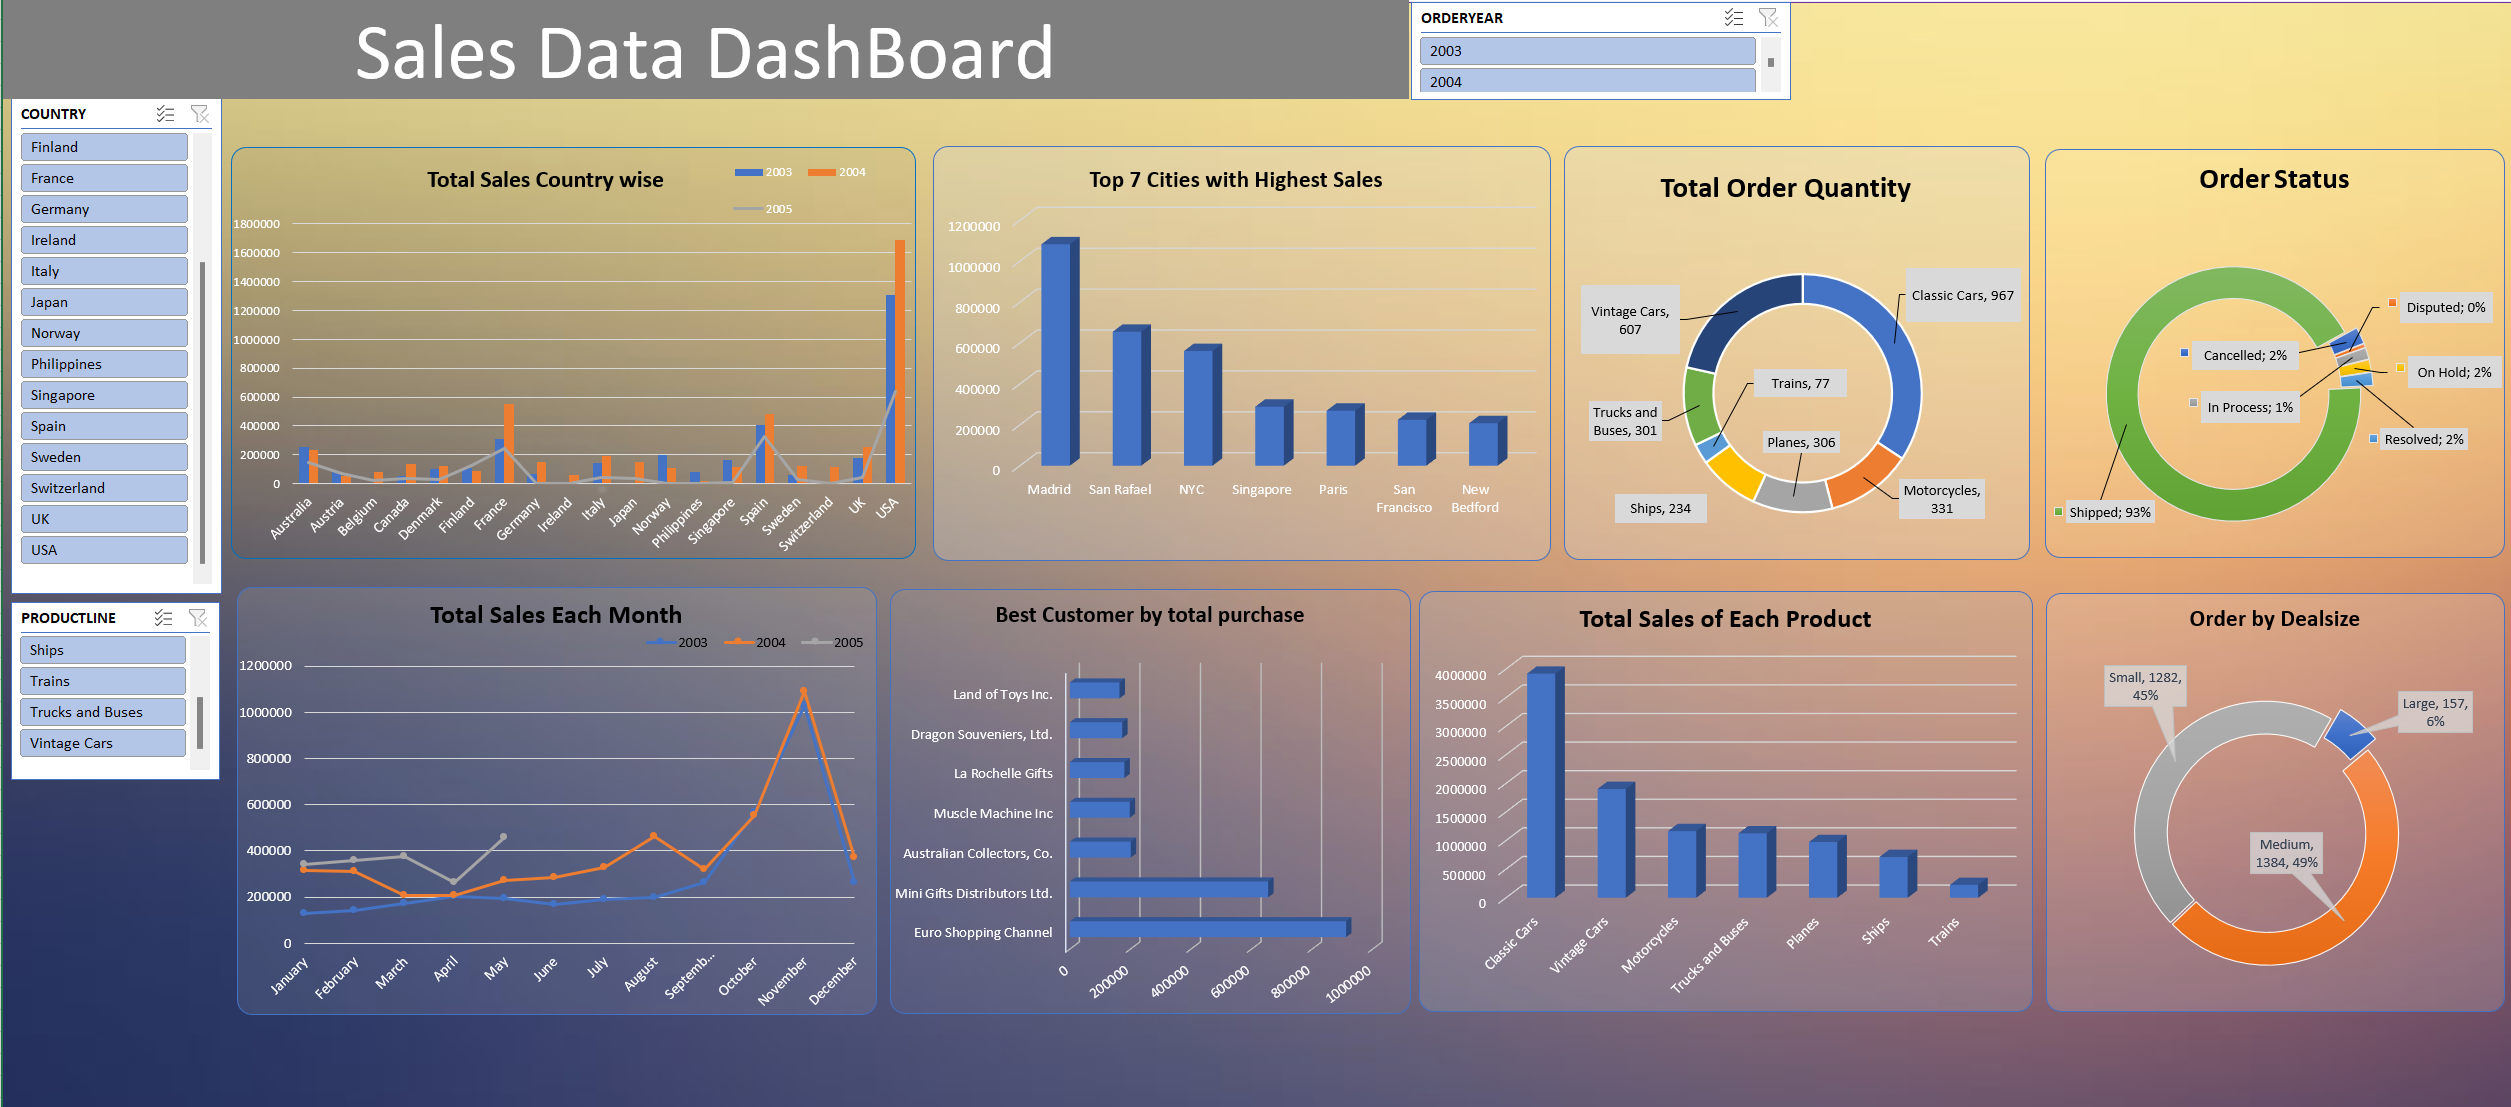 Sales Data DashBoard
ORDERYEAR
2003
2004
COUNTRY
Finland
France
Germany
Ireland
Italy
Japan
Norway
Philippines
Singapore
Spain
Sweden
Switzerland
UK
USA
PRODUCTLINE
Ships
Trains
Trucks and Buses
Vintage Cars
Total Sales Country wise
2003
2004
2005
1800000
1600000
1400000
1200000
1000000
800000
600000
400000
200000
0
Australia
Austria
Belgium
Canada
Denmark
Finland
France
Germany
Ireland
Italy
Japan
Norway
Philippines
Singapore
Spain
Sweden
Switzerland
UK
USA
Top 7 Cities with Highest Sales
1200000
1000000
800000
600000
400000
200000
0
Madrid
San Rafael
NYC
Singapore
Paris
San
Francisco
New
Bedford
Total Order Quantity
Classic Cars, 967
Vintage Cars,
607
Trains, 77
Trucks and
Buses, 301
Planes, 306
Motorcycles,
331
Ships, 234
Order Status
Disputed; 0%
Cancelled; 2%
On Hold; 2%
In Process; 1%
Resolved; 2%
Shipped; 93%
Total Sales Each Month
2003
2004
2005
1200000
1000000
800000
600000
400000
200000
0
January
February
March
April
May
June
July
August
Septemb...
October
November
December
Best Customer by total purchase
Land of Toys Inc.
Dragon Souveniers, Ltd.
La Rochelle Gifts
Muscle Machine Inc
Australian Collectors, Co.
Mini Gifts Distributors Ltd.
Euro Shopping Channel
0
200000
400000
600000
800000
1000000
Total Sales of Each Product
4000000
3500000
3000000
2500000
2000000
1500000
1000000
500000
0
Classic Cars
Vintage Cars
Motorcycles
Trucks and Buses
Planes
Ships
Trains
Order by Dealsize
Small, 1282,
45%
Large, 157,
6%
Medium,
1384, 49%